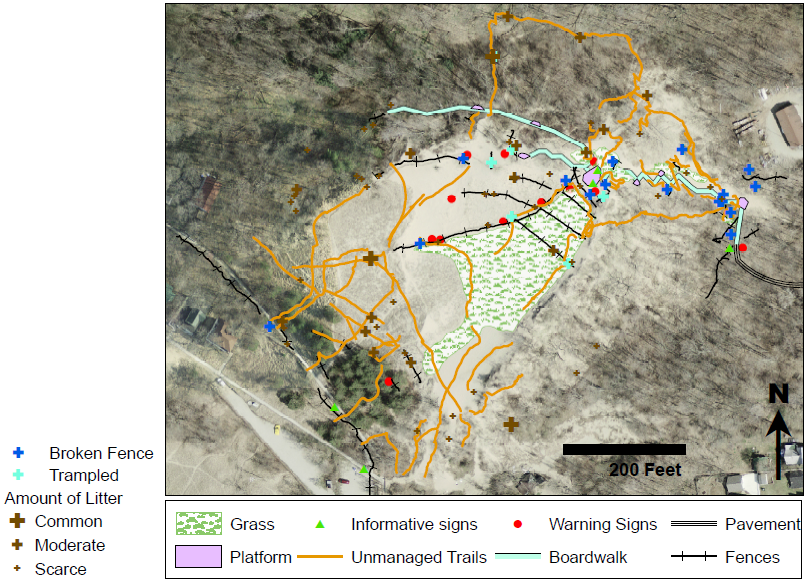 N
200 Feet
Broken Fence
Trampled
Amount of Litter
Common
Moderate
Scarce
Grass
Informative signs
Warning Signs
Pavement
Platform
Unmanaged Trails
Boardwalk
Fences